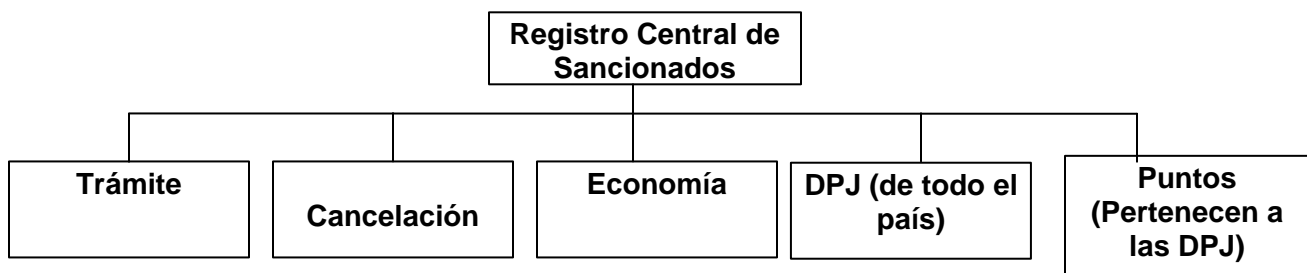 Registro Central de
Sancionados
Trámite
Cancelación
Economía
DPJ (de todo el
país)
Puntos
(Pertenecen a
las DPJ)